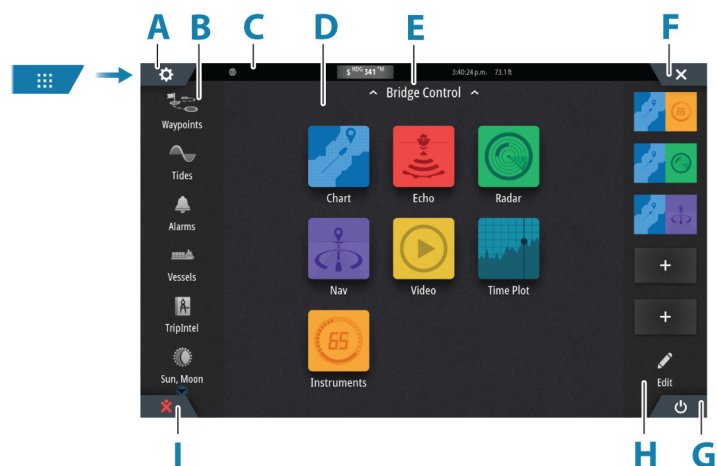 A
B
C
D
E
F
S HDG 341 °M
3:40:24 p.m. 73.1 ft
Bridge Control
Waypoints
Tides
Alarms
Vessels
TripIntel
Sun, Moon
Chart
Echo
Radar
Nav
Video
Time Plot
65
Instruments
65
+
+
Edit
I
H
G